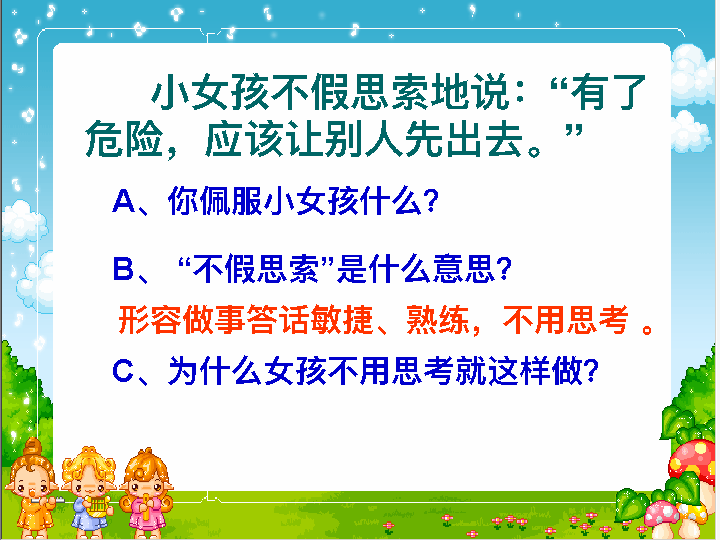 小女孩不假思索地说：“有了
危险，应该让别人先出去。”
A、你佩服小女孩什么？
B、 “不假思索”是什么意思？
形容做事答话敏捷、熟练，不用思考 。
C、为什么女孩不用思考就这样做？